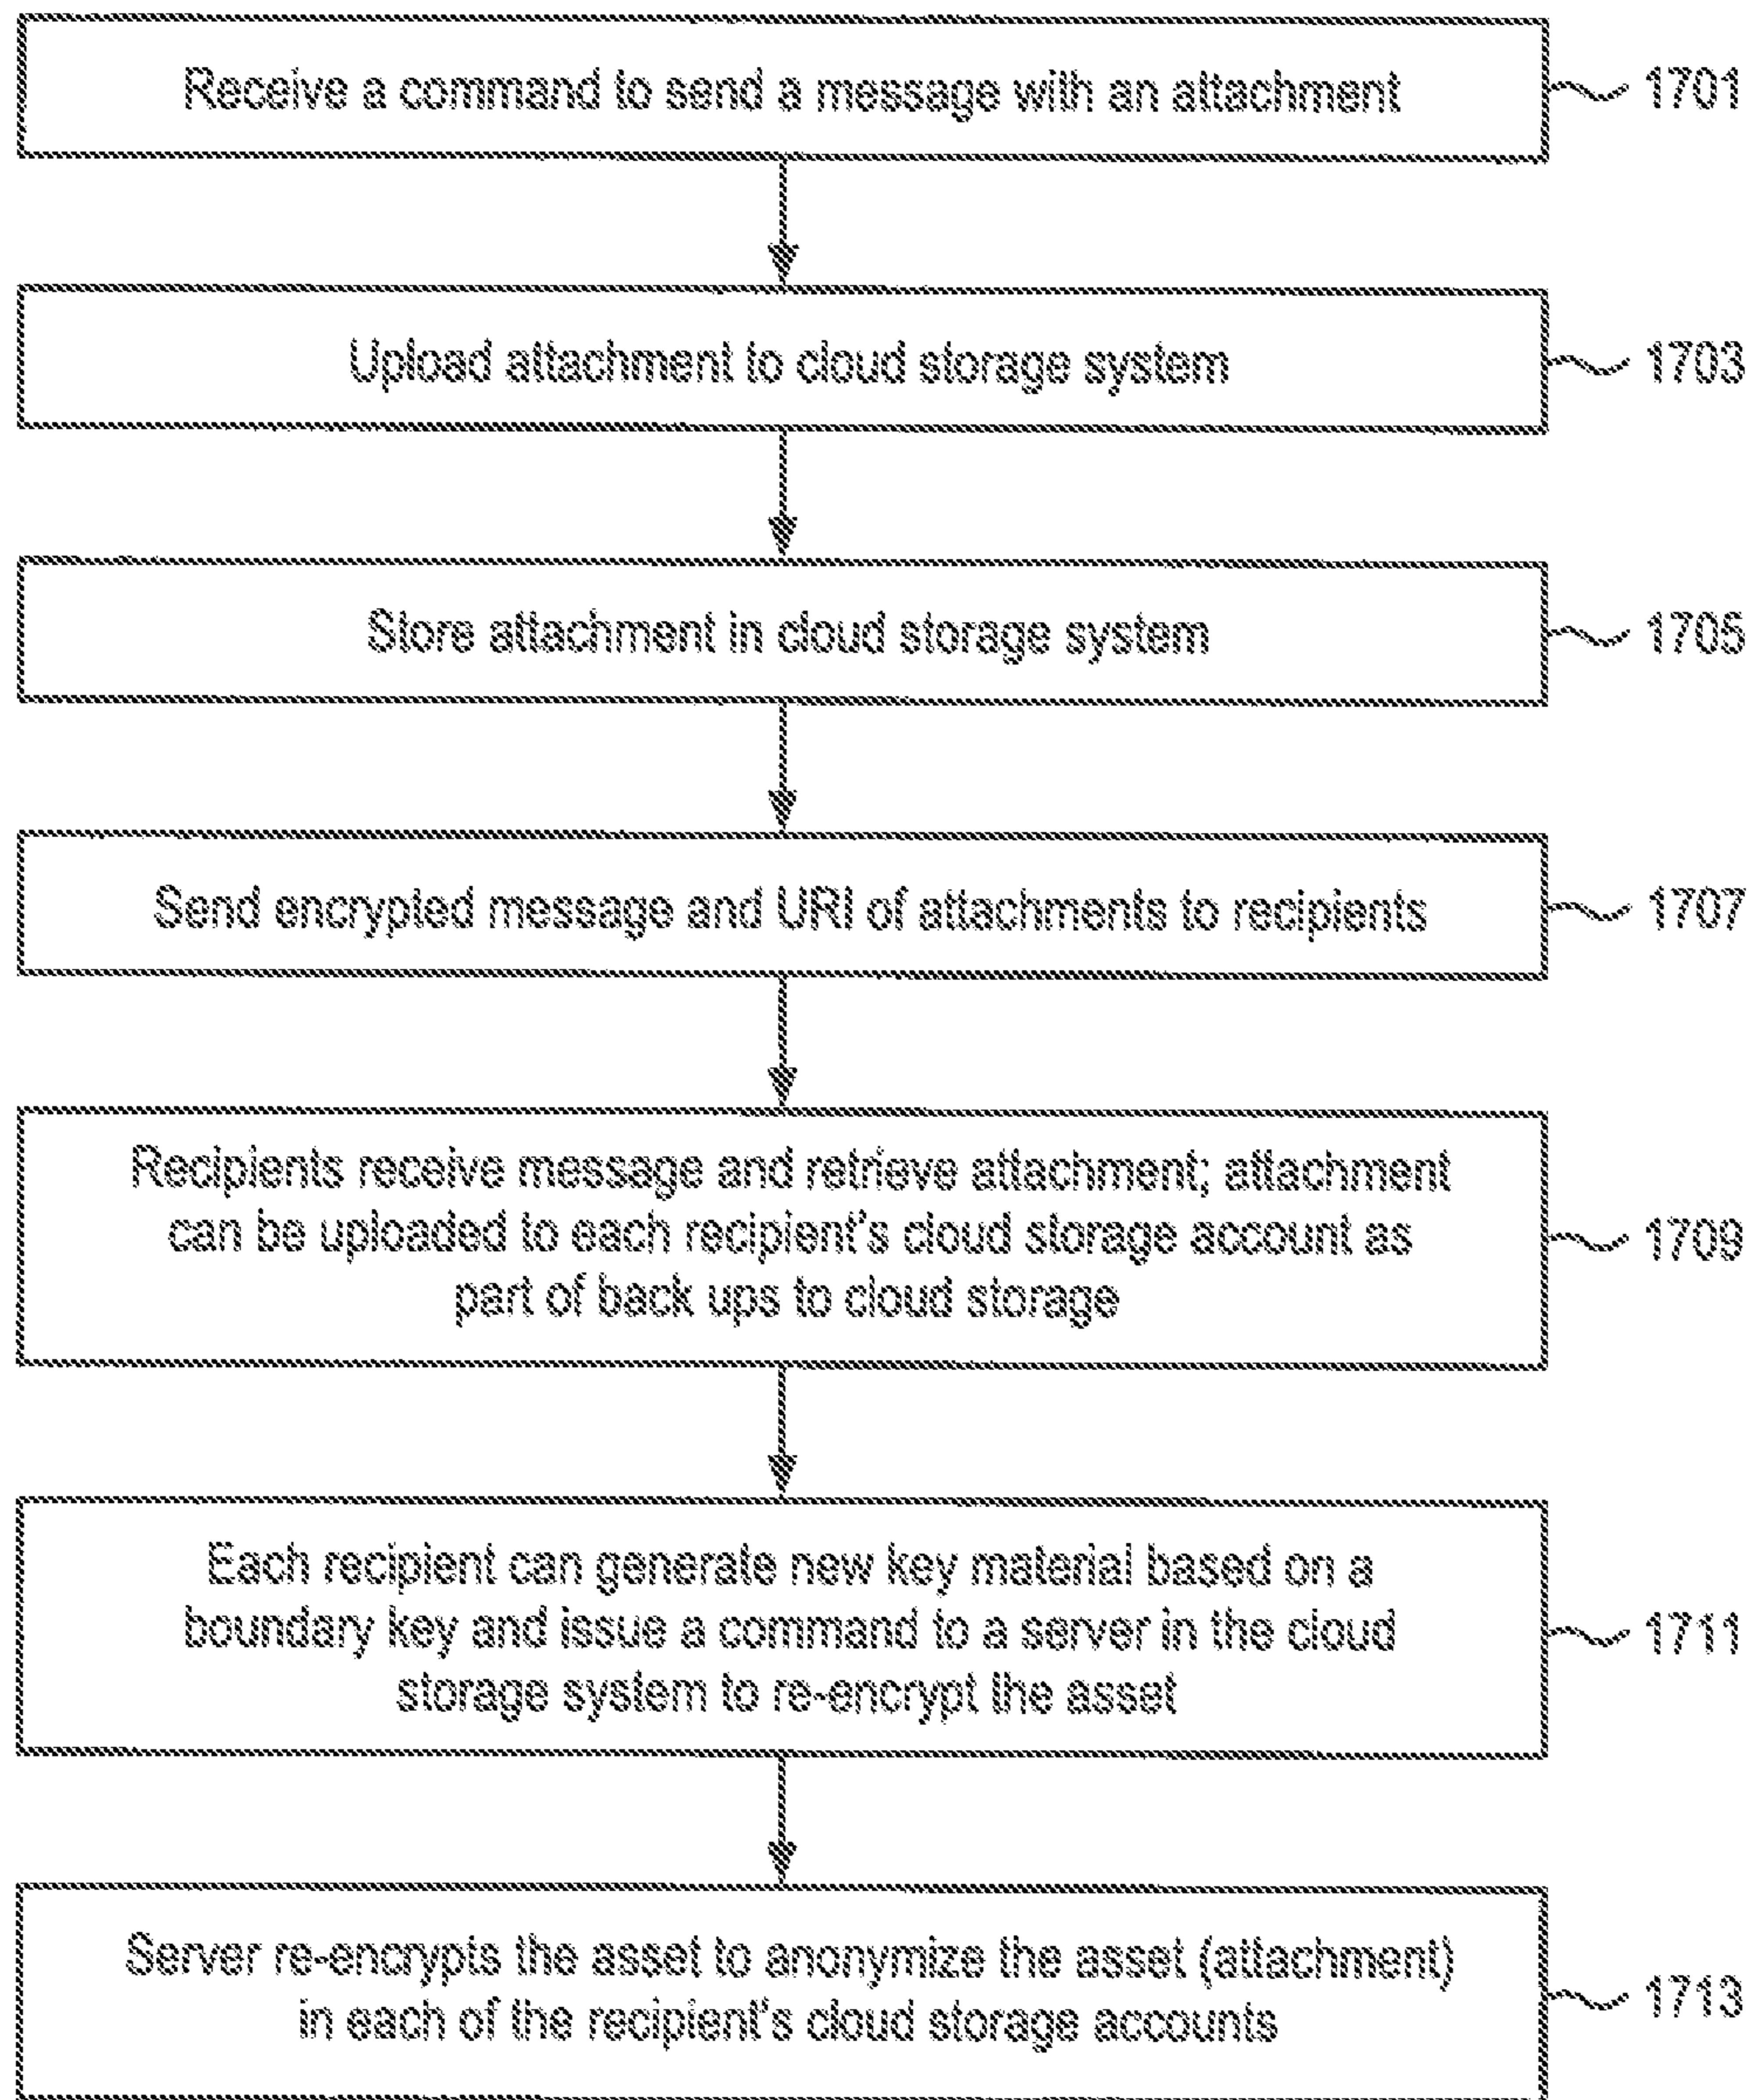 Receive a command to send a message with an attachment
1701
Upload attachment to cloud storage system
1703
Store attachment in cloud storage system
1705
Send encrypted message and URI of attachments to recipients
1707
Recipients receive message and retrieve attachment; attachment
can be uploaded to each recipient's cloud storage account as
part of back ups to cloud storage
1709
Each recipient can generate new key material based on a
boundary key and issue a command to a server in the cloud
storage system to re-encrypt the asset
1711
Server re-encrypts the asset to anonymize the asset (attachment)
in each of the recipient's cloud storage accounts
1713